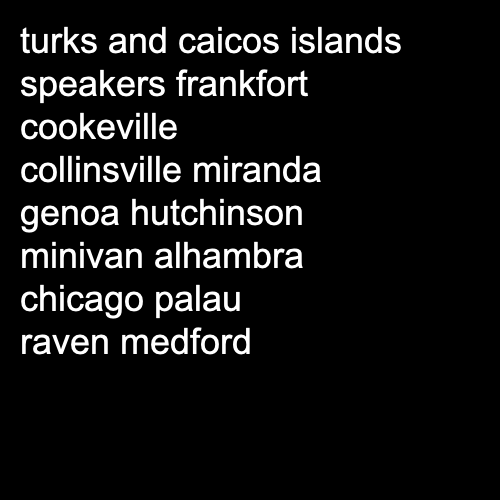 turks and caicos islands
speakers frankfort
cookeville
collinsville miranda
genoa hutchinson
minivan alhambra
chicago palau
raven medford